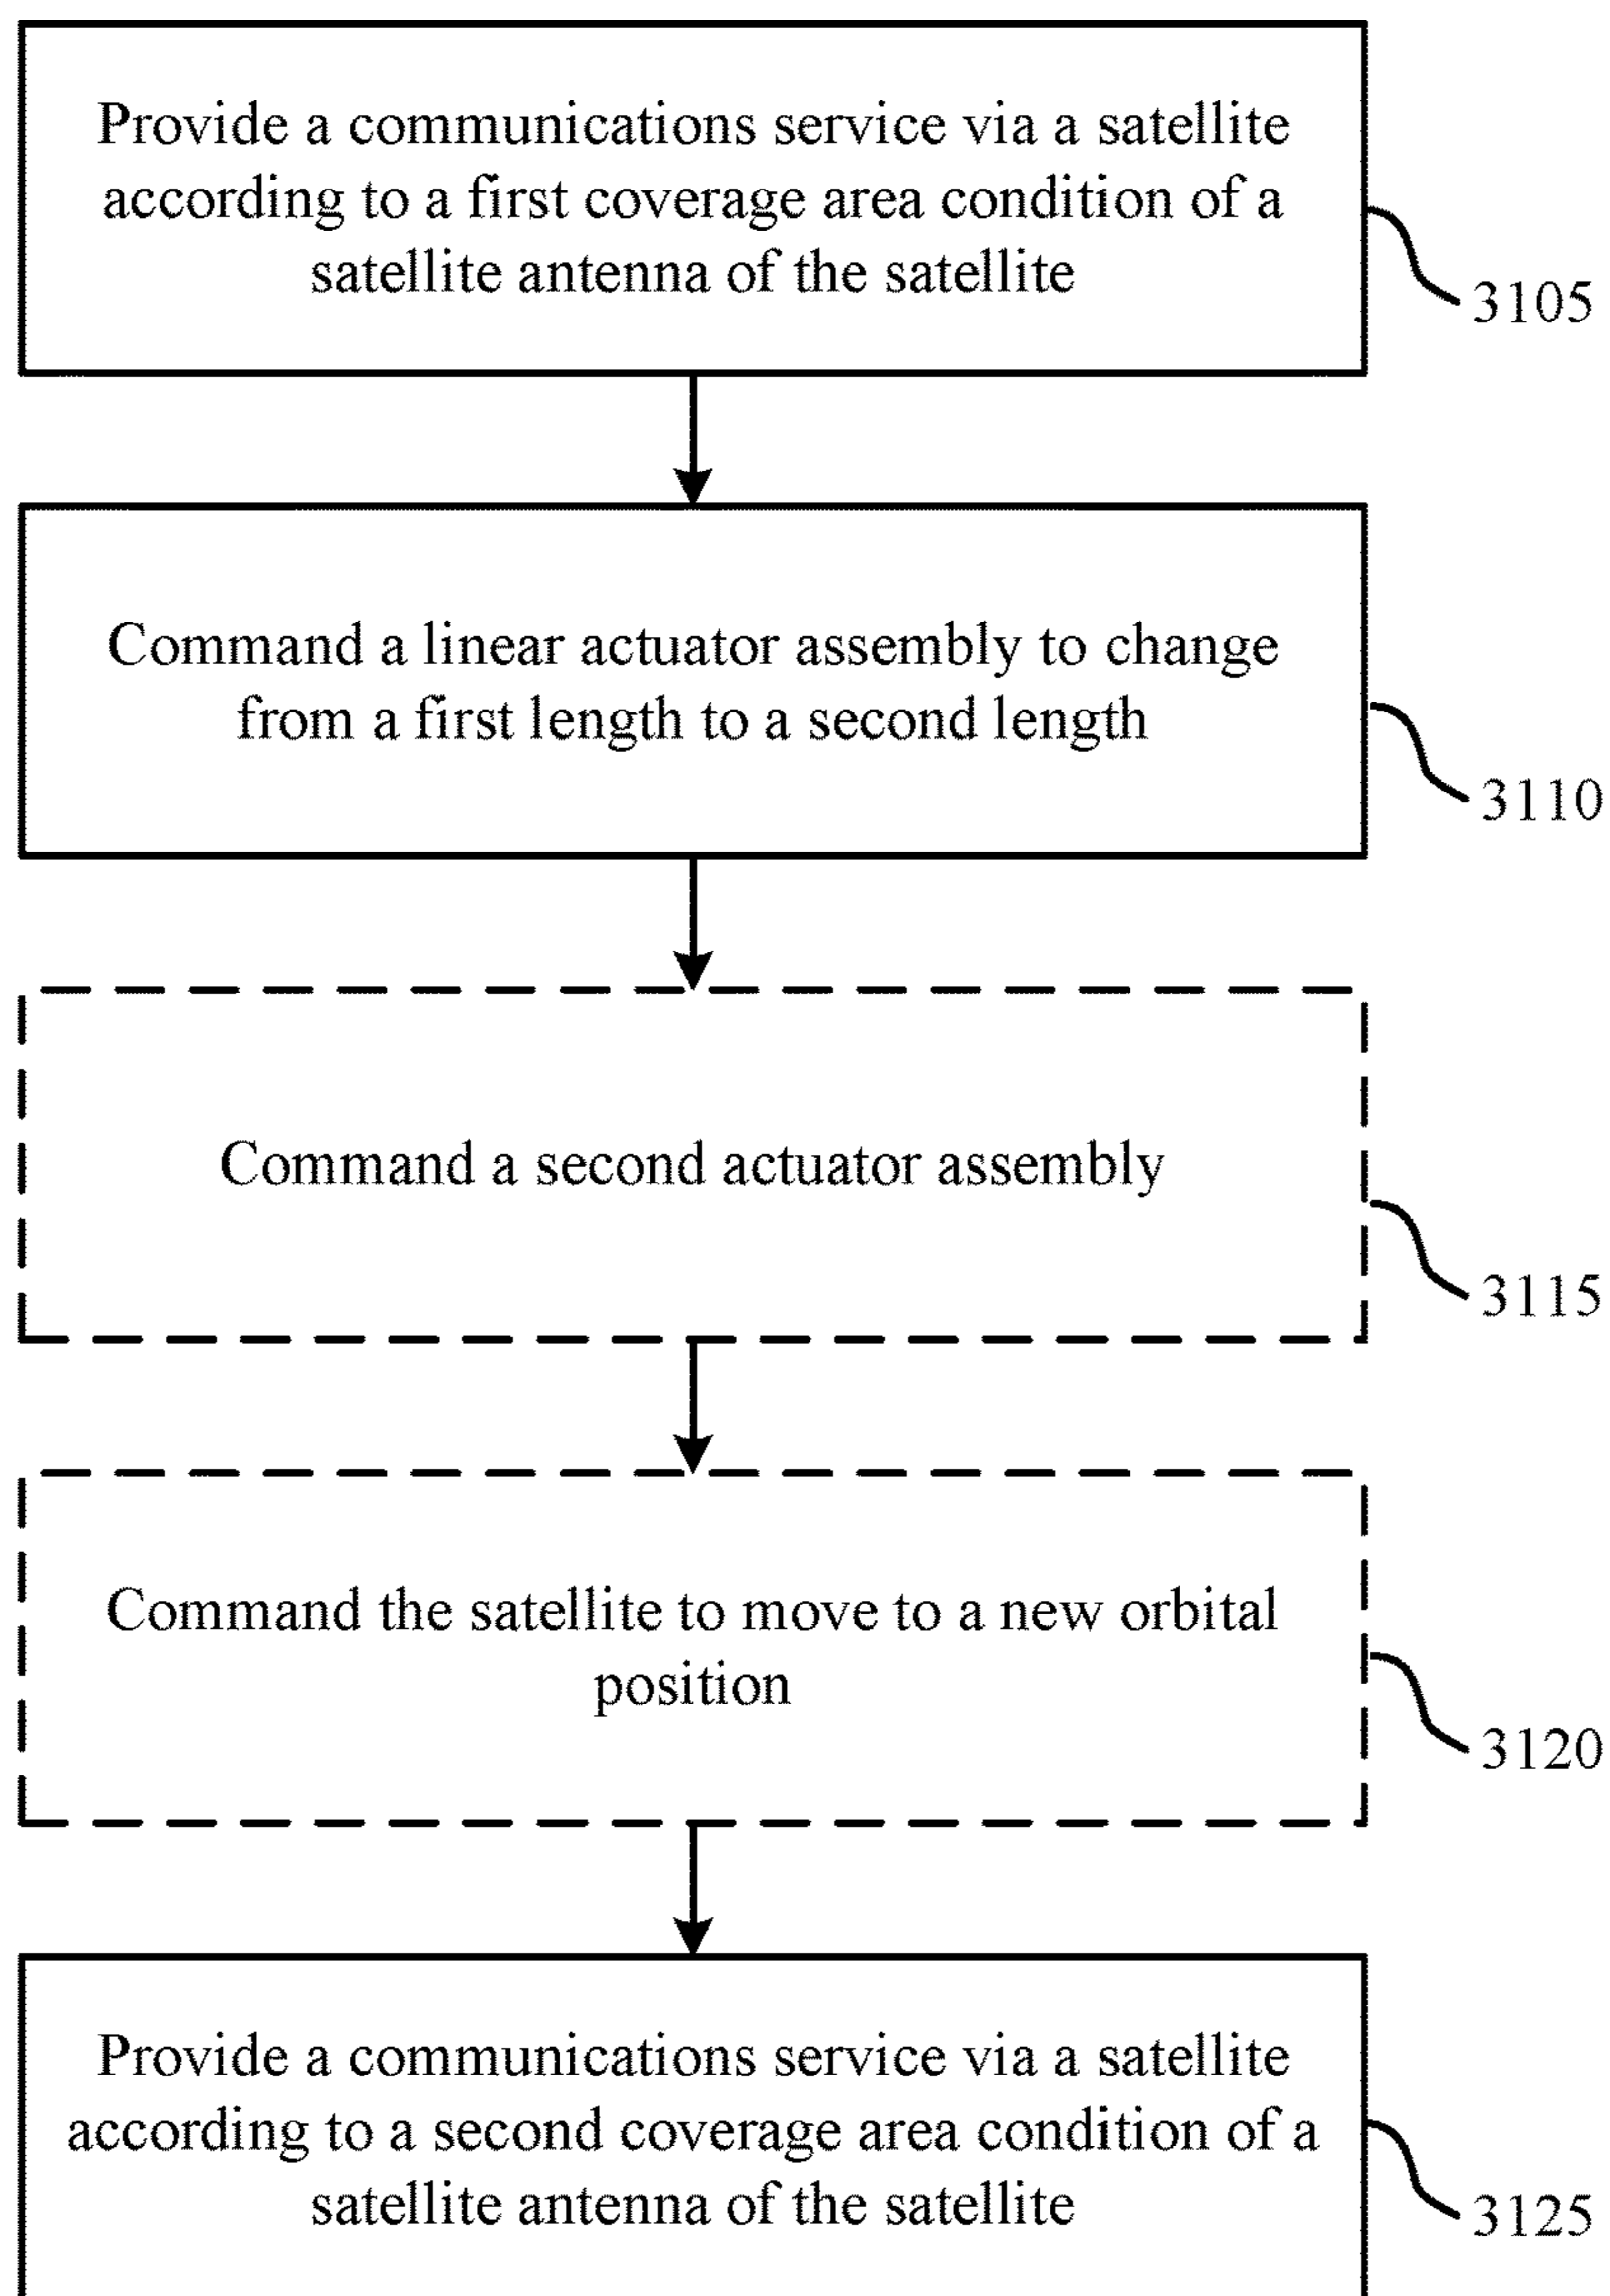 Provide a communications service via a satellite
according to a first coverage area condition of a
satellite antenna of the satellite
3105
Command a linear actuator assembly to change
from a first length to a second length
3110
Command a second actuator assembly
3115
Command the satellite to move to a new orbital
position
3120
Provide a communications service via a satellite
according to a second coverage area condition of a
satellite antenna of the satellite
3125